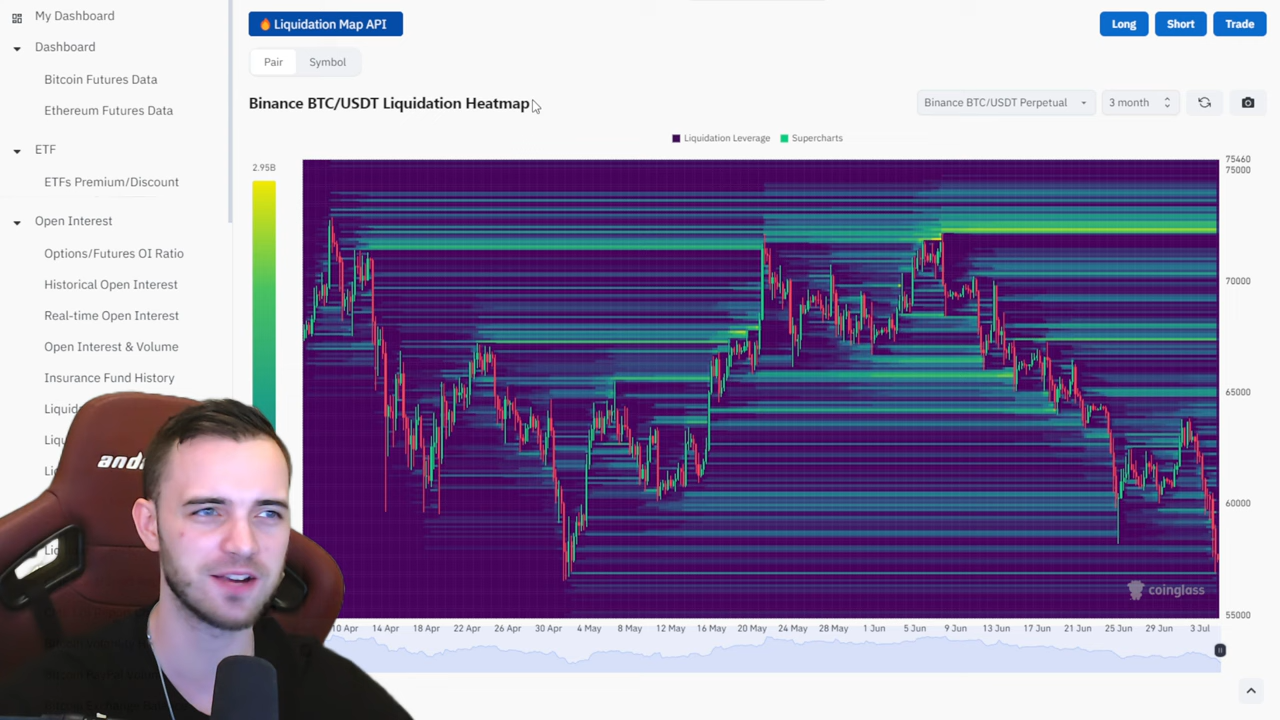 My Dashboard
Dashboard
Bitcoin Futures Data
Ethereum Futures Data
ETF
ETFs Premium/Discount
Open Interest
Options/Futures OI Ratio
Historical Open Interest
Real-time Open Interest
Open Interest & Volume
Insurance Fund History
Liquidation Map API
Long
Short
Trade
Pair
Symbol
Binance BTC/USDT Liquidation Heatmap
Binance BTC/USDT Perpetual
3 month
Liquidation Leverage
Supercharts
2.95B
75460
75000
70000
65000
60000
55000
coinglass
10 Apr 14 Apr 18 Apr 22 Apr 26 Apr 30 Apr 4 May 8 May 12 May 16 May 20 May 24 May 28 May 1 Jun 5 Jun 9 Jun 13 Jun 17 Jun 21 Jun 25 Jun 29 Jun 3 Jul